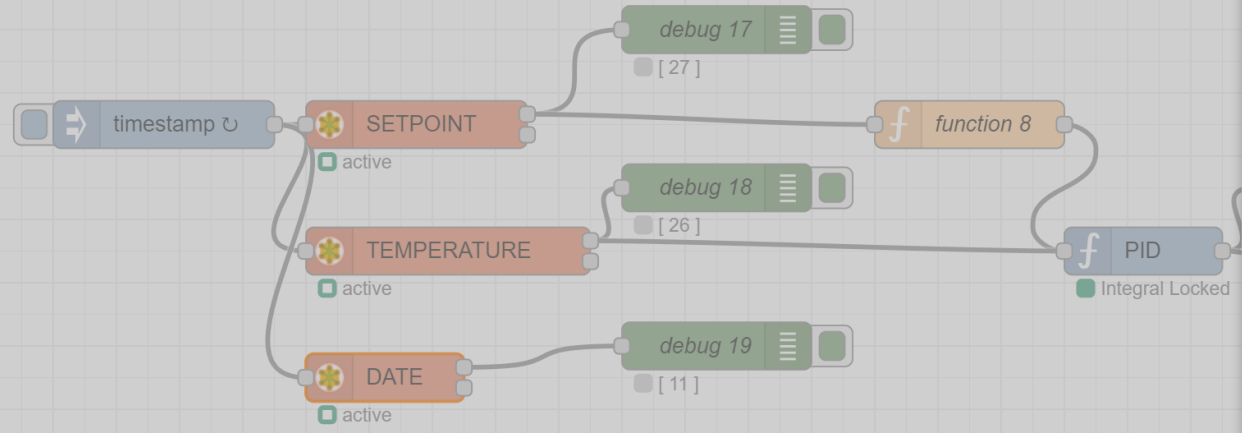 debug 17
[ 27 ]
timestamp ↻
SETPOINT
function 8
active
debug 18
[ 26 ]
TEMPERATURE
PID
active
Integral Locked
debug 19
[ 11 ]
DATE
active